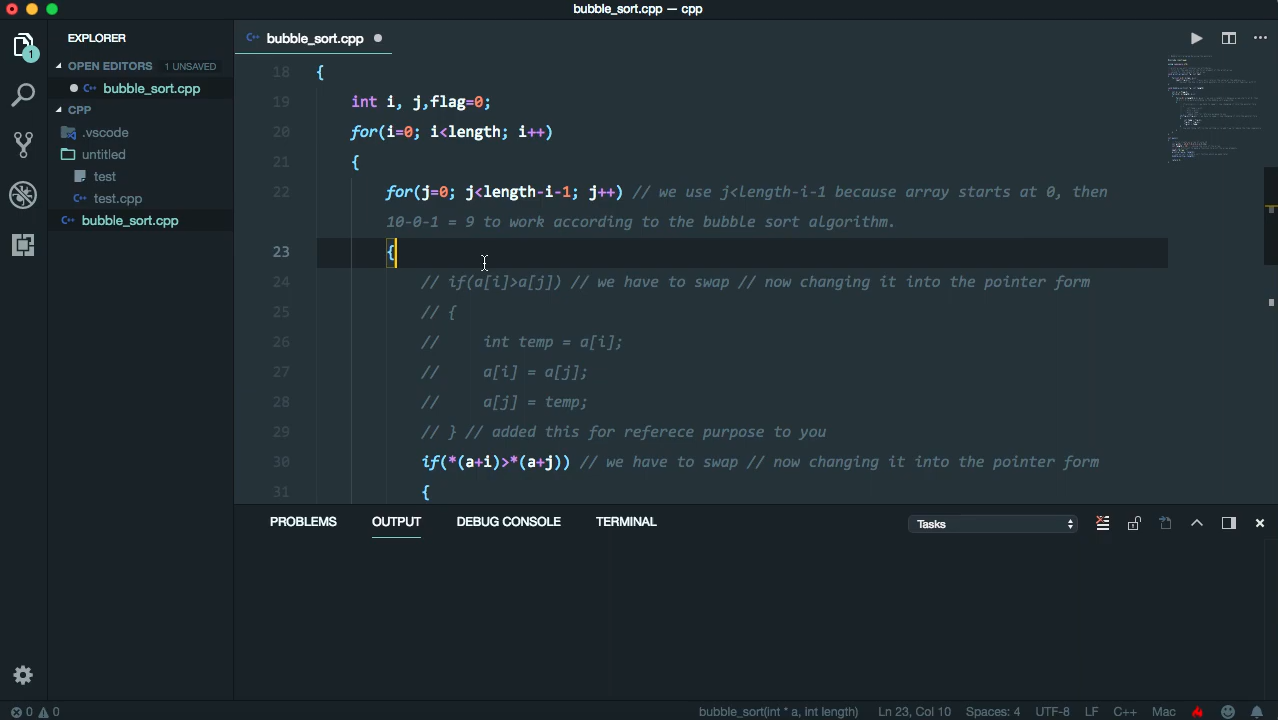 bubble_sort.cpp — cpp
EXPLORER
OPEN EDITORS 1 UNSAVED
bubble_sort.cpp
CPP
.vscode
untitled
test
test.cpp
bubble_sort.cpp
1
bubble_sort.cpp
18 {
19 int i, j,flag=0;
20 for(i=0; i<length; i++)
21 {
22 for(j=0; j<length-i-1; j++) // we use j<length-i-1 because array starts at 0, then
10-0-1 = 9 to work according to the bubble sort algorithm.
23 {
24 // if(a[i]>a[j]) // we have to swap // now changing it into the pointer form
25 // {
26 // int temp = a[i];
27 // a[i] = a[j];
28 // a[j] = temp;
29 // } // added this for referece purpose to you
30 if(*(a+i)>*(a+j)) // we have to swap // now changing it into the pointer form
31 {
PROBLEMS OUTPUT DEBUG CONSOLE TERMINAL Tasks
0 0 bubble_sort(int * a, int length) Ln 23, Col 10 Spaces: 4 UTF-8 LF C++ Mac